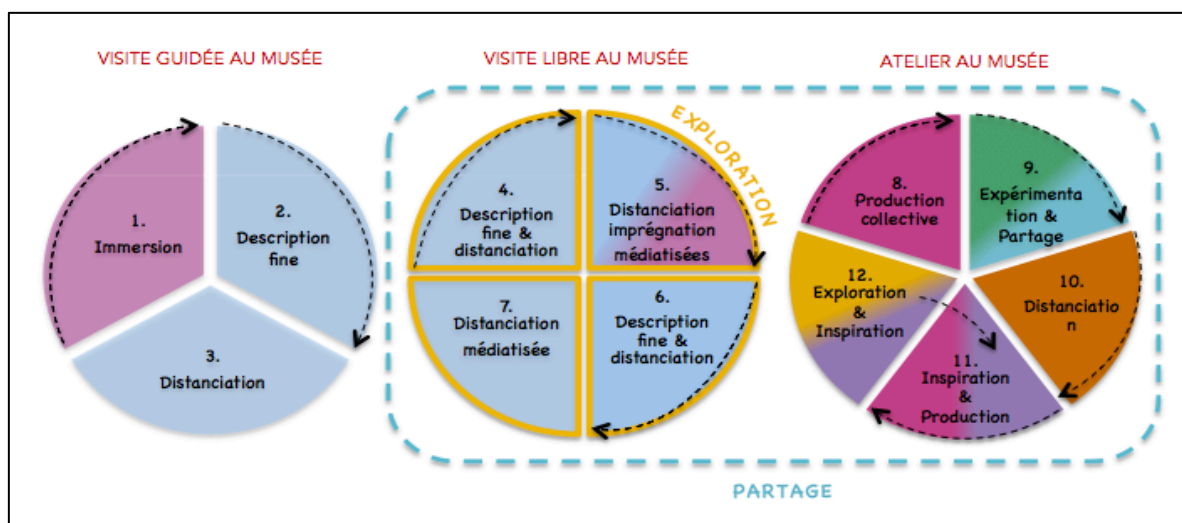 VISITE GUIDÉE AU MUSÉE
1.
Immersion
2.
Description
fine
3.
Distanciation
VISITE LIBRE AU MUSÉE
EXPLORATION
4.
Description
fine &
distanciation
5.
Distanciation
imprégnation
médiatisées
6.
Description
fine &
distanciation
7.
Distanciation
médiatisée
ATELIER AU MUSÉE
8.
Production
collective
9.
Expérimenta
tion &
Partage
10.
Distanciatio
n
11.
Inspiration
&
Production
12.
Exploration
&
Inspiration
PARTAGE